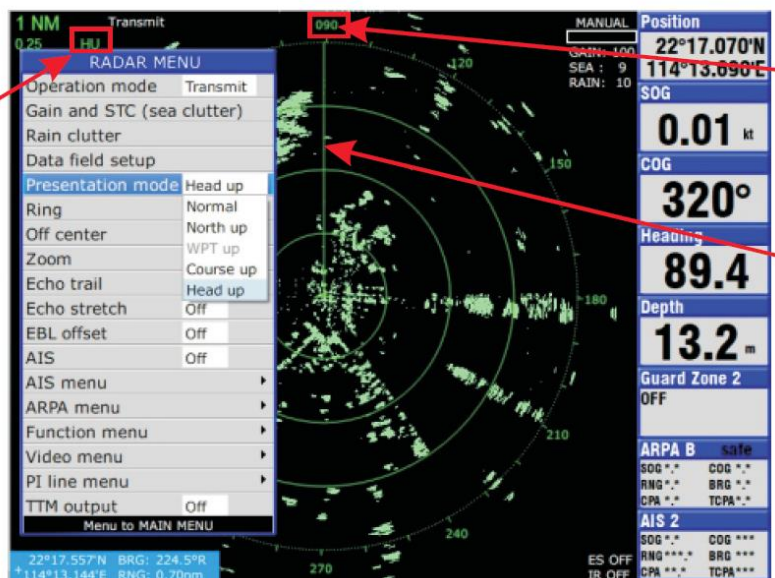 1 NM
Transmit
0.25
HU
090
MANUAL
GAIN: 100
SEA : 9
RAIN: 10
120
150
180
210
240
270
RADAR MENU
Operation mode Transmit
Gain and STC (sea clutter)
Rain clutter
Data field setup
Presentation mode Head up
Ring
Off center
Zoom
Echo trail
Normal
North up
WPT up
Course up
Head up
Echo stretch Off
EBL offset Off
AIS Off
AIS menu
ARPA menu
Function menu
Video menu
PI line menu
TTM output Off
Menu to MAIN MENU
22°17.557'N BRG: 224.5°R
+114°13.144'E RNG: 0.70nm
ES OFF
IR OFF
Position
22°17.070'N
114°13.690'E
SOG
0.01 kt
COG
320°
Heading
89.4
Depth
13.2 m
Guard Zone 2
OFF
ARPA B safe
SOG *.* COG *.*
RNG *.* BRG *.*
CPA *.* TCPA*.*
AIS 2
SOG *.* COG ***
RNG ***.* BRG ***
CPA **.* TCPA***